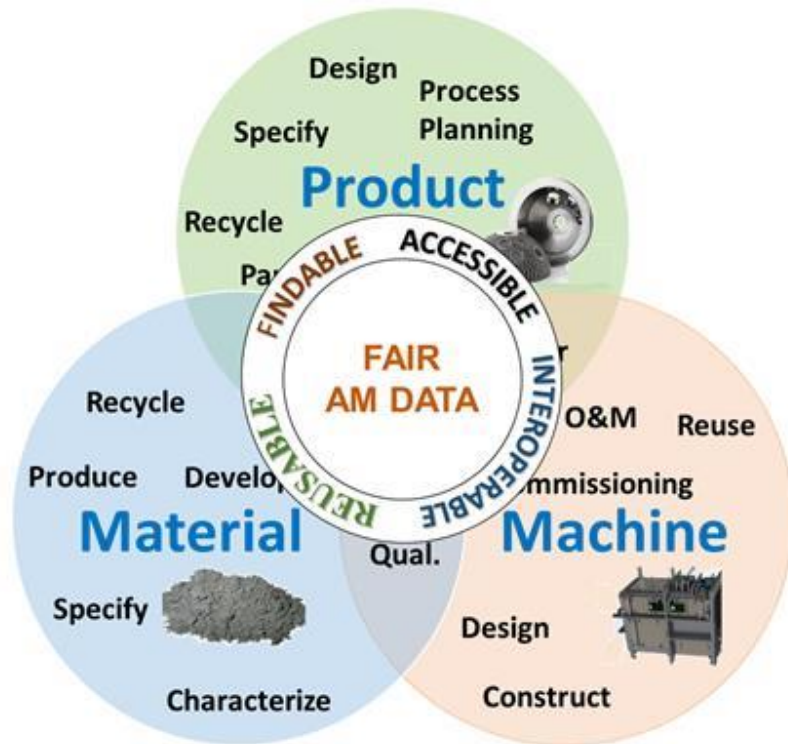 Design
Process
Planning
Specify
Product
Recycle
FINDABLE
ACCESSIBLE
INTEROPERABLE
REUSABLE
FAIR
AM DATA
Recycle
Produce
Develop
Material
Specify
Characterize
Qual.
O&M
Reuse
Machine
Design
Construct